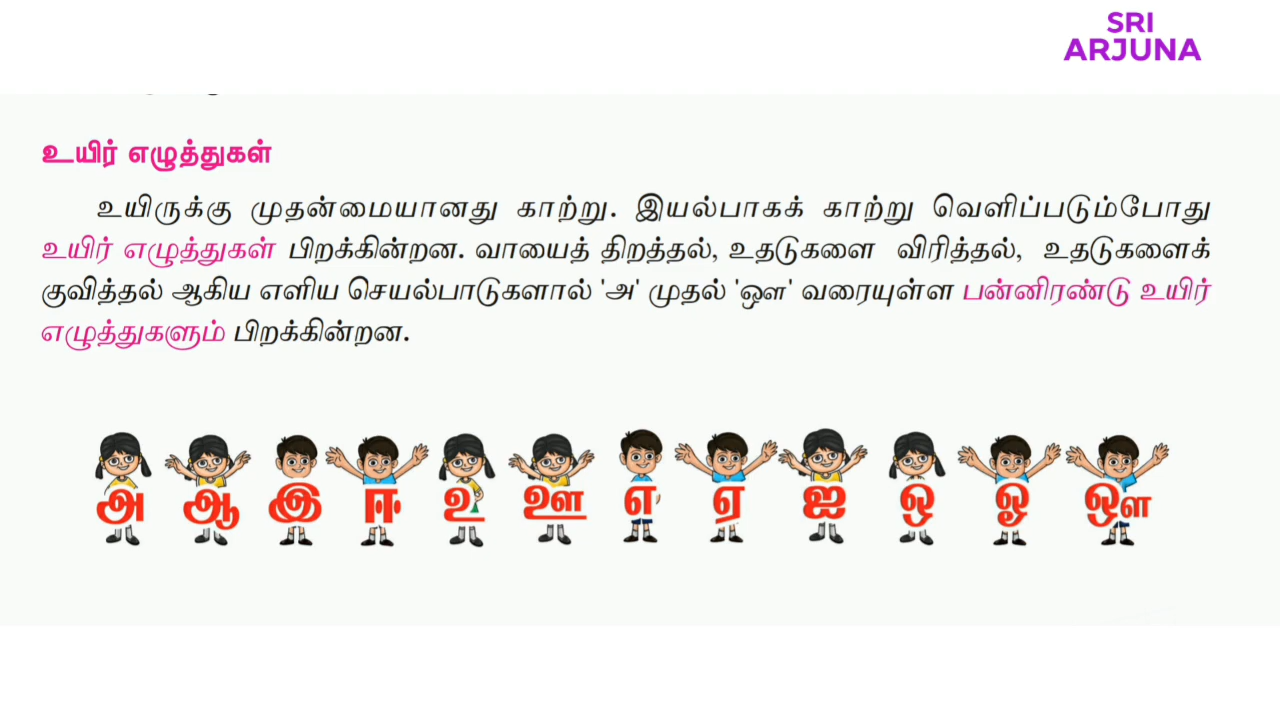 SRI
ARJUNA
உயிர் எழுத்துகள்
உயிருக்கு முதன்மையானது காற்று. இயல்பாகக் காற்று வெளிப்படும்போது
உயிர் எழுத்துகள் பிறக்கின்றன. வாயைத் திறத்தல், உதடுகளை விரித்தல், உதடுகளைக்
குவித்தல் ஆகிய எளிய செயல்பாடுகளால் 'அ' முதல் 'ஔ' வரையுள்ள பன்னிரண்டு உயிர்
எழுத்துகளும் பிறக்கின்றன.
அ ஆ இ ஈ உ ஊ எ ஏ ஐ ஒ ஓ ஔ